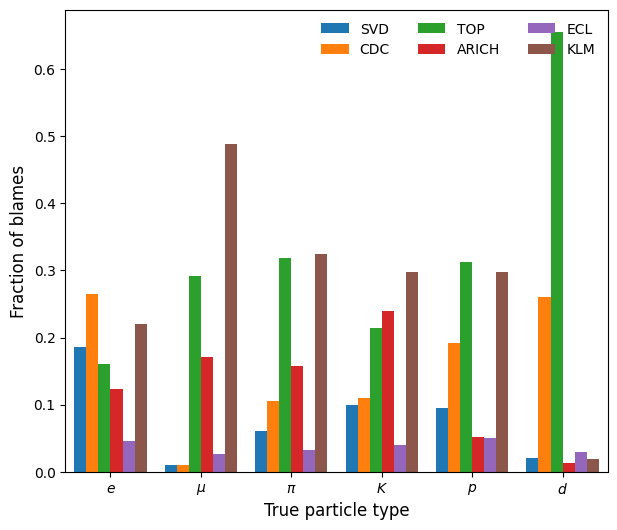 SVD TOP ECL
CDC ARICH KLM
0.6
0.5
0.4
0.3
0.2
0.1
0.0
Fraction of blames
e μ π K p d
True particle type